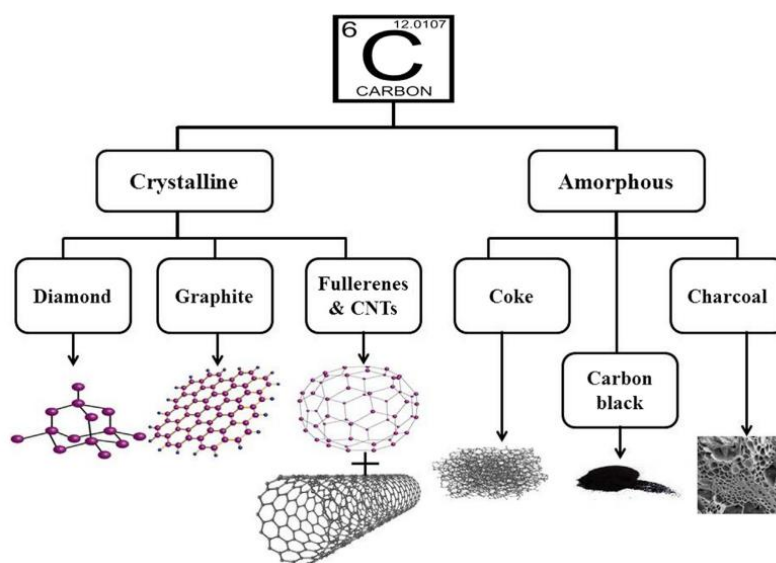 6 12.0107
C
CARBON
Crystalline
Amorphous
Diamond
Graphite
Fullerenes
& CNTs
Coke
Charcoal
Carbon
black